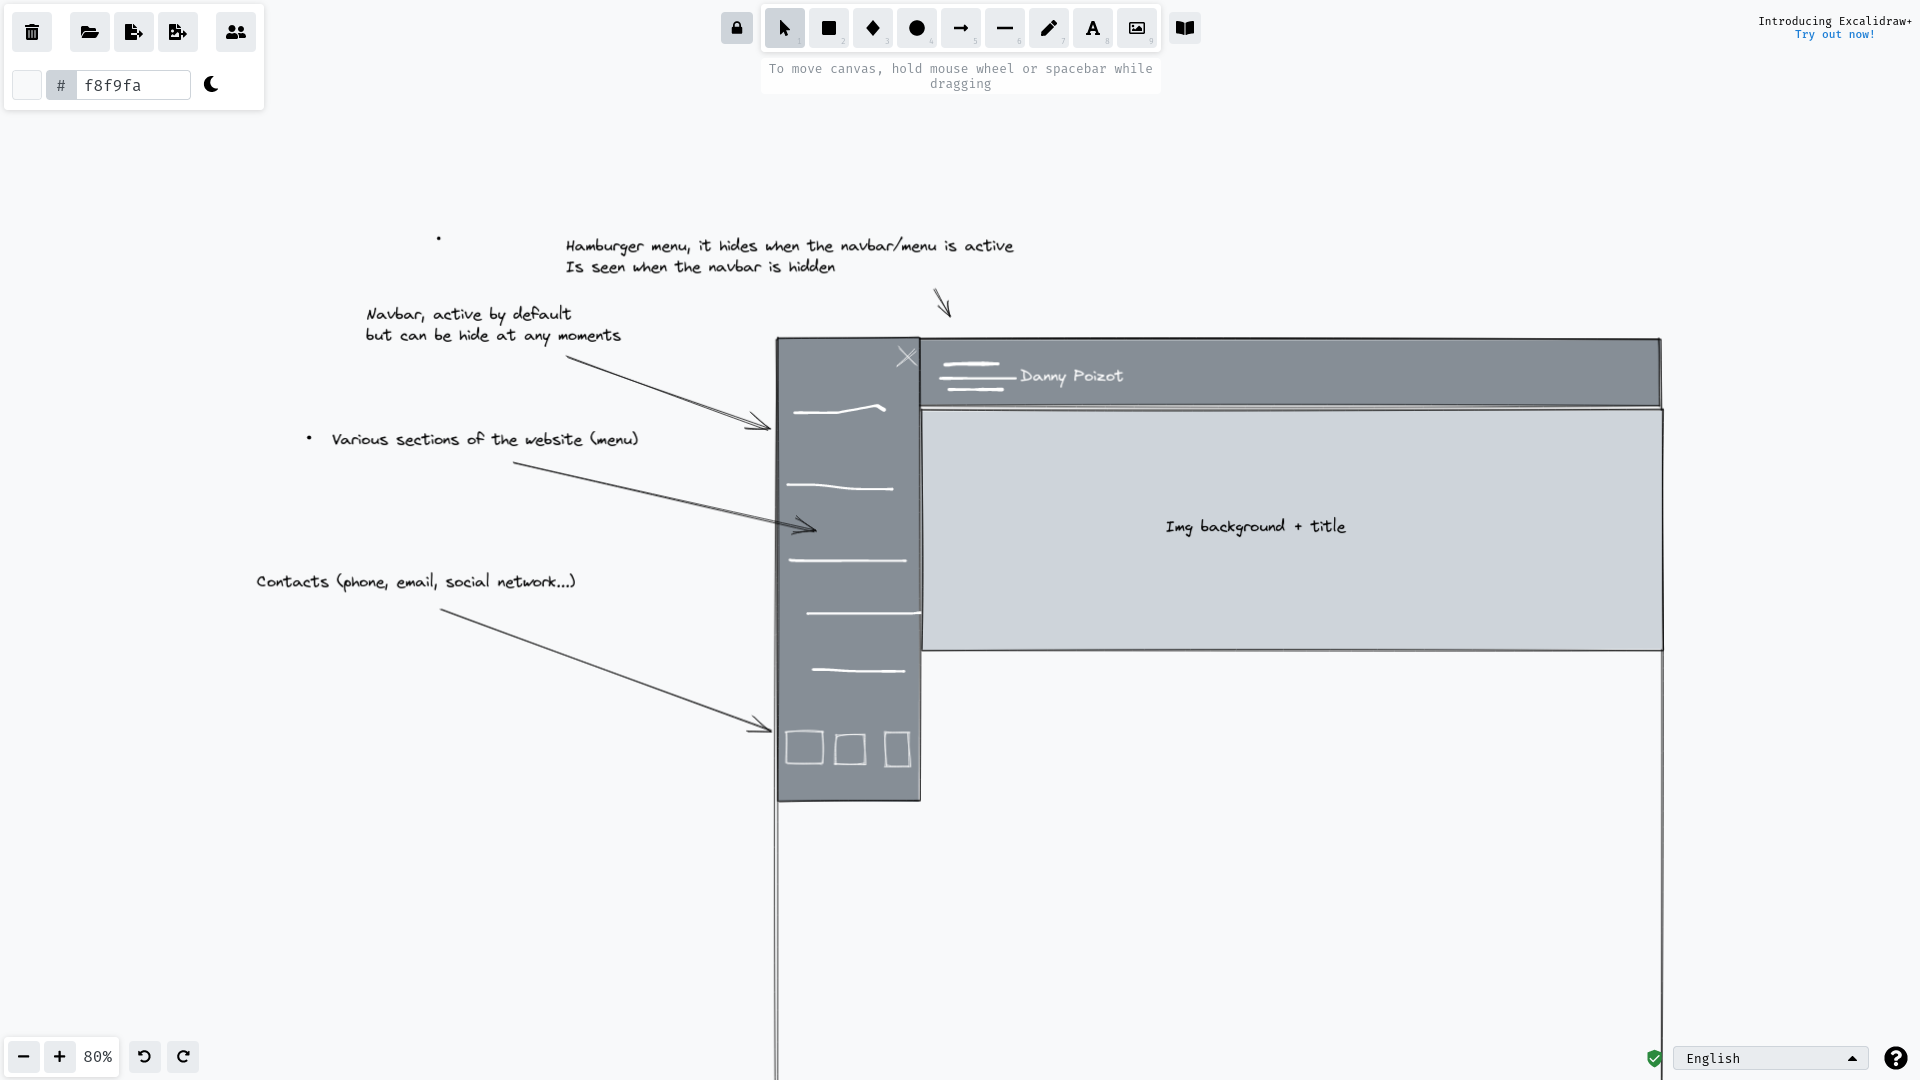 Introducing Excalidraw+
Try out now!
1
2
3
4
5
6
7
8
9
# f8f9fa
To move canvas, hold mouse wheel or spacebar while
dragging
Hamburger menu, it hides when the navbar/menu is active
Is seen when the navbar is hidden
Navbar, active by default
but can be hide at any moments
Danny Poizot
• Various sections of the website (menu)
Img background + title
Contacts (phone, email, social network...)
80%
English
?